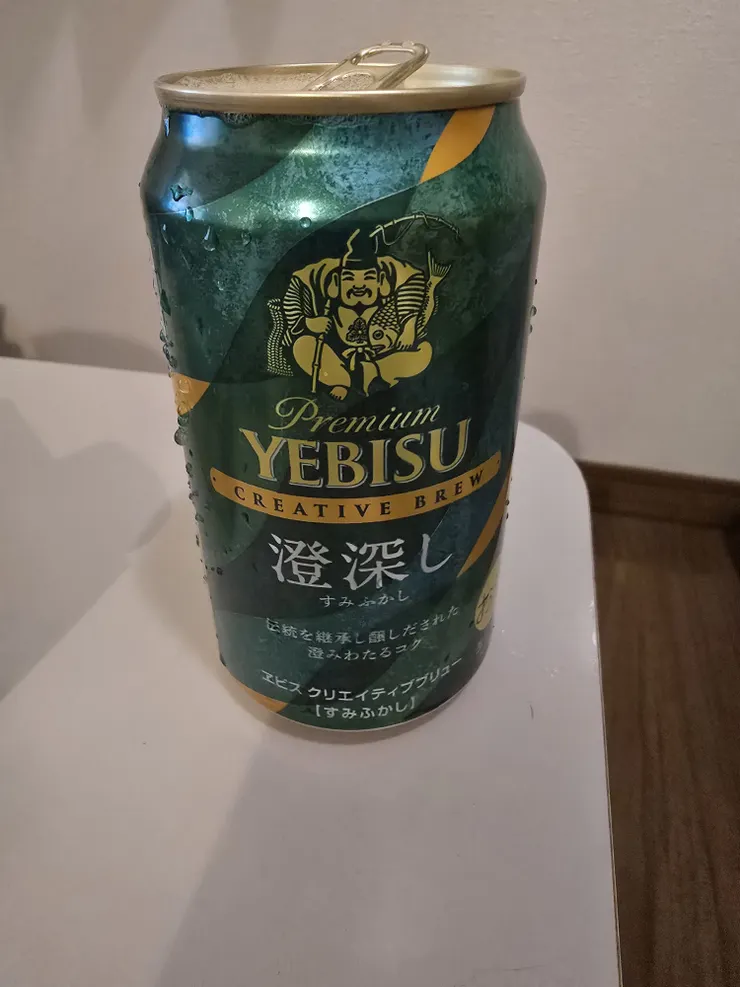 Premium
YEBISU
CREATIVE BREW
澄深し
すみふかし
伝統を継承し醸しだされた
澄みわたるコク
ヱビス クリエイティブブリュー
【すみふかし】
お